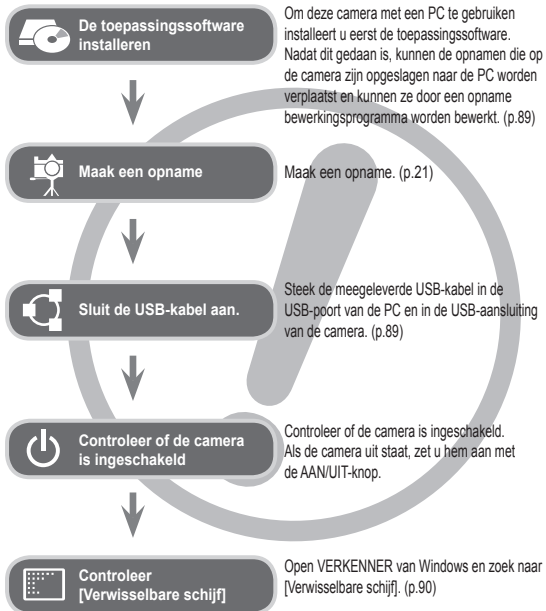 De toepassingssoftware
installeren
Om deze camera met een PC te gebruiken
installeert u eerst de toepassingssoftware.
Nadat dit gedaan is, kunnen de opnamen die op
de camera zijn opgeslagen naar de PC worden
verplaatst en kunnen ze door een opname
bewerkingsprogramma worden bewerkt. (p.89)
Maak een opname
Maak een opname. (p.21)
Sluit de USB-kabel aan.
Steek de meegeleverde USB-kabel in de
USB-poort van de PC en in de USB-aansluiting
van de camera. (p.89)
Controleer of de camera
is ingeschakeld
Controleer of de camera is ingeschakeld.
Als de camera uit staat, zet u hem aan met
de AAN/UIT-knop.
Controleer
[Verwisselbare schijf]
Open VERKENNER van Windows en zoek naar
[Verwisselbare schijf]. (p.90)